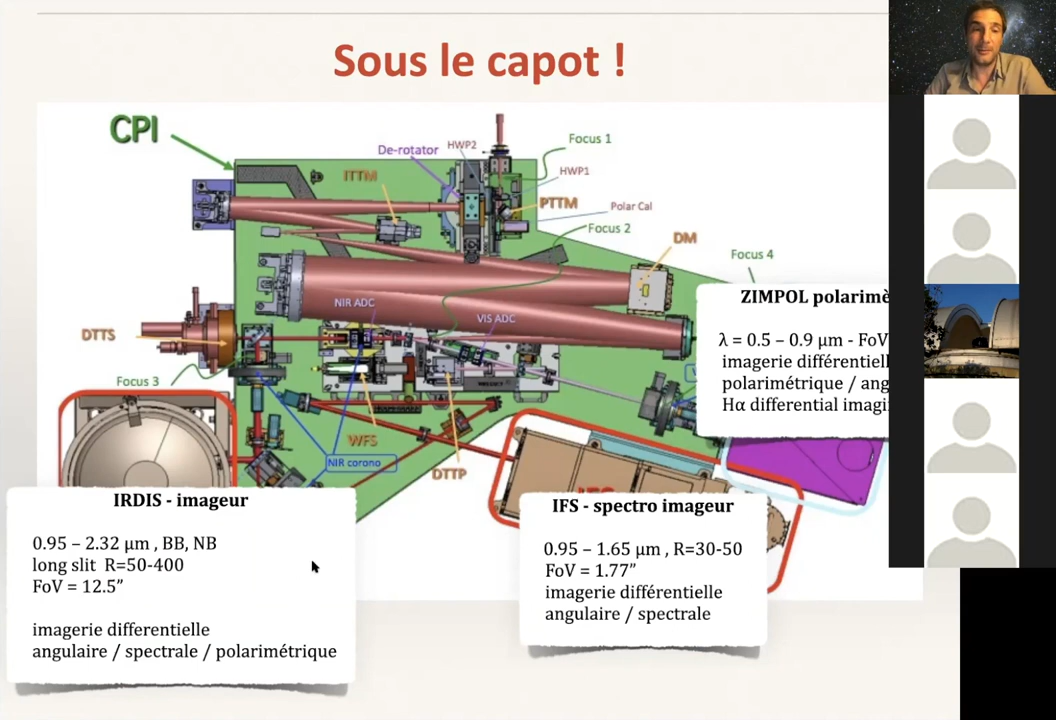 Sous le capot !
CPI
De-rotator
HWP2
Focus 1
ITTM
HWP1
PTTM
Polar Cal
Focus 2
DM
Focus 4
NIR ADC
VIS ADC
DTTS
Focus 3
WFS
NIR corono
DTTP
ZIMPOL polarimè
λ = 0.5 – 0.9 µm - FoV
imagerie différentiell
polarimétrique / ang
Hα differential imagi
IRDIS - imageur
0.95 – 2.32 µm , BB, NB
long slit R=50-400
FoV = 12.5”
imagerie differentielle
angulaire / spectrale / polarimétrique
IFS - spectro imageur
0.95 – 1.65 µm , R=30-50
FoV = 1.77”
imagerie différentielle
angulaire / spectrale